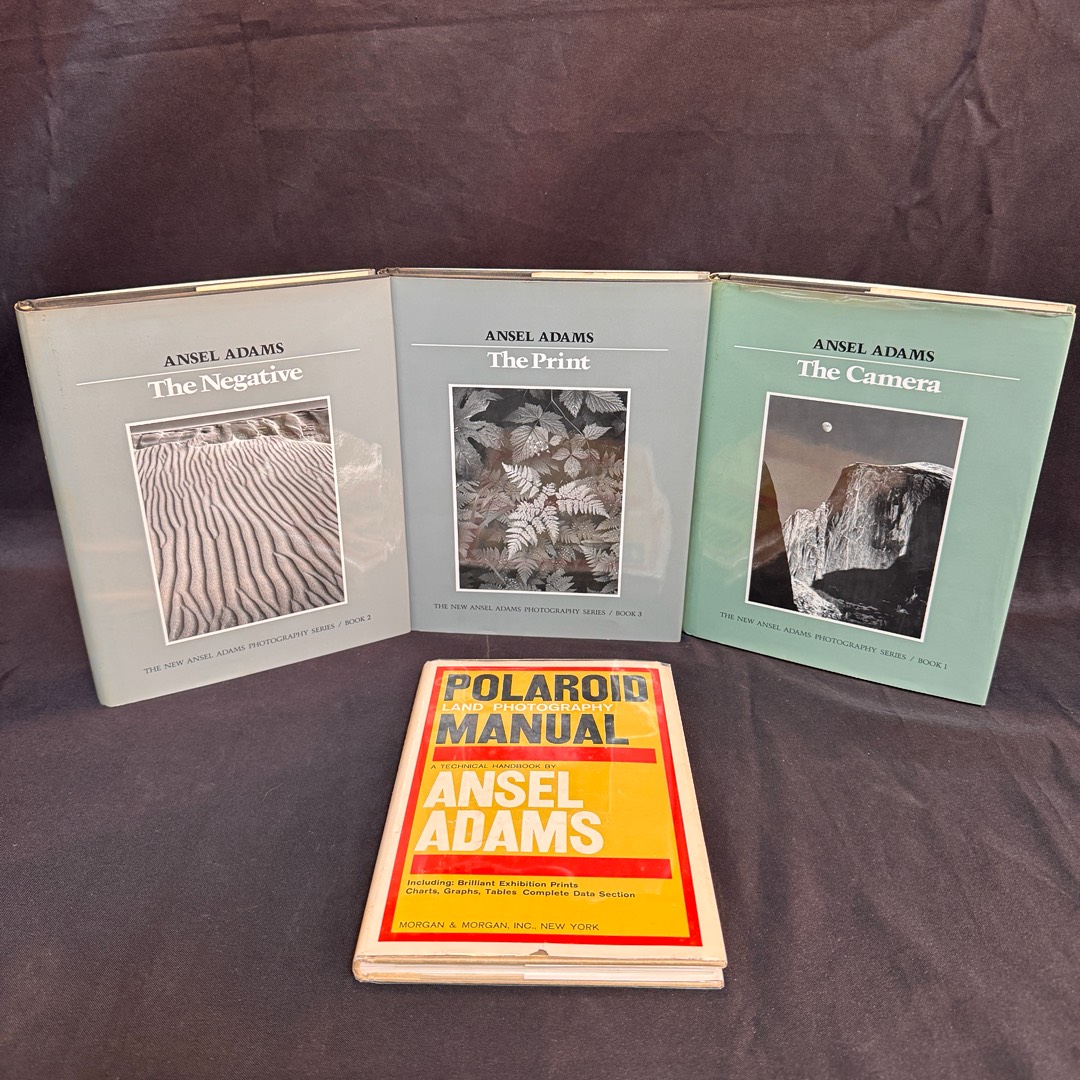 ANSEL ADAMS
The Negative
THE NEW ANSEL ADAMS PHOTOGRAPHY SERIES / BOOK 2
ANSEL ADAMS
The Print
THE NEW ANSEL ADAMS PHOTOGRAPHY SERIES / BOOK 3
ANSEL ADAMS
The Camera
THE NEW ANSEL ADAMS PHOTOGRAPHY SERIES / BOOK 1
POLAROID
LAND PHOTOGRAPHY
MANUAL
A TECHNICAL HANDBOOK BY
ANSEL
ADAMS
Including: Brilliant Exhibition Prints
Charts, Graphs, Tables Complete Data Section
MORGAN & MORGAN, INC., NEW YORK